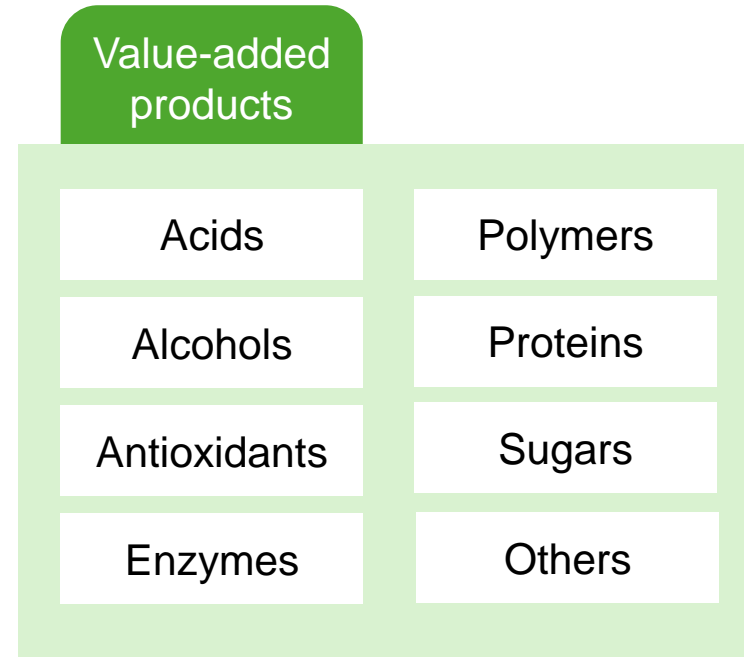 Value-added
products
Acids
Alcohols
Antioxidants
Enzymes
Polymers
Proteins
Sugars
Others